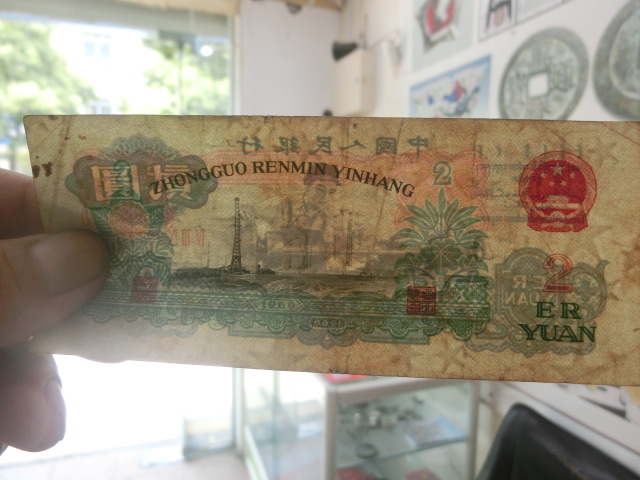 中國人民銀行
ZHONGGUO RENMIN YINHANG
2
2
ER
YUAN
1960